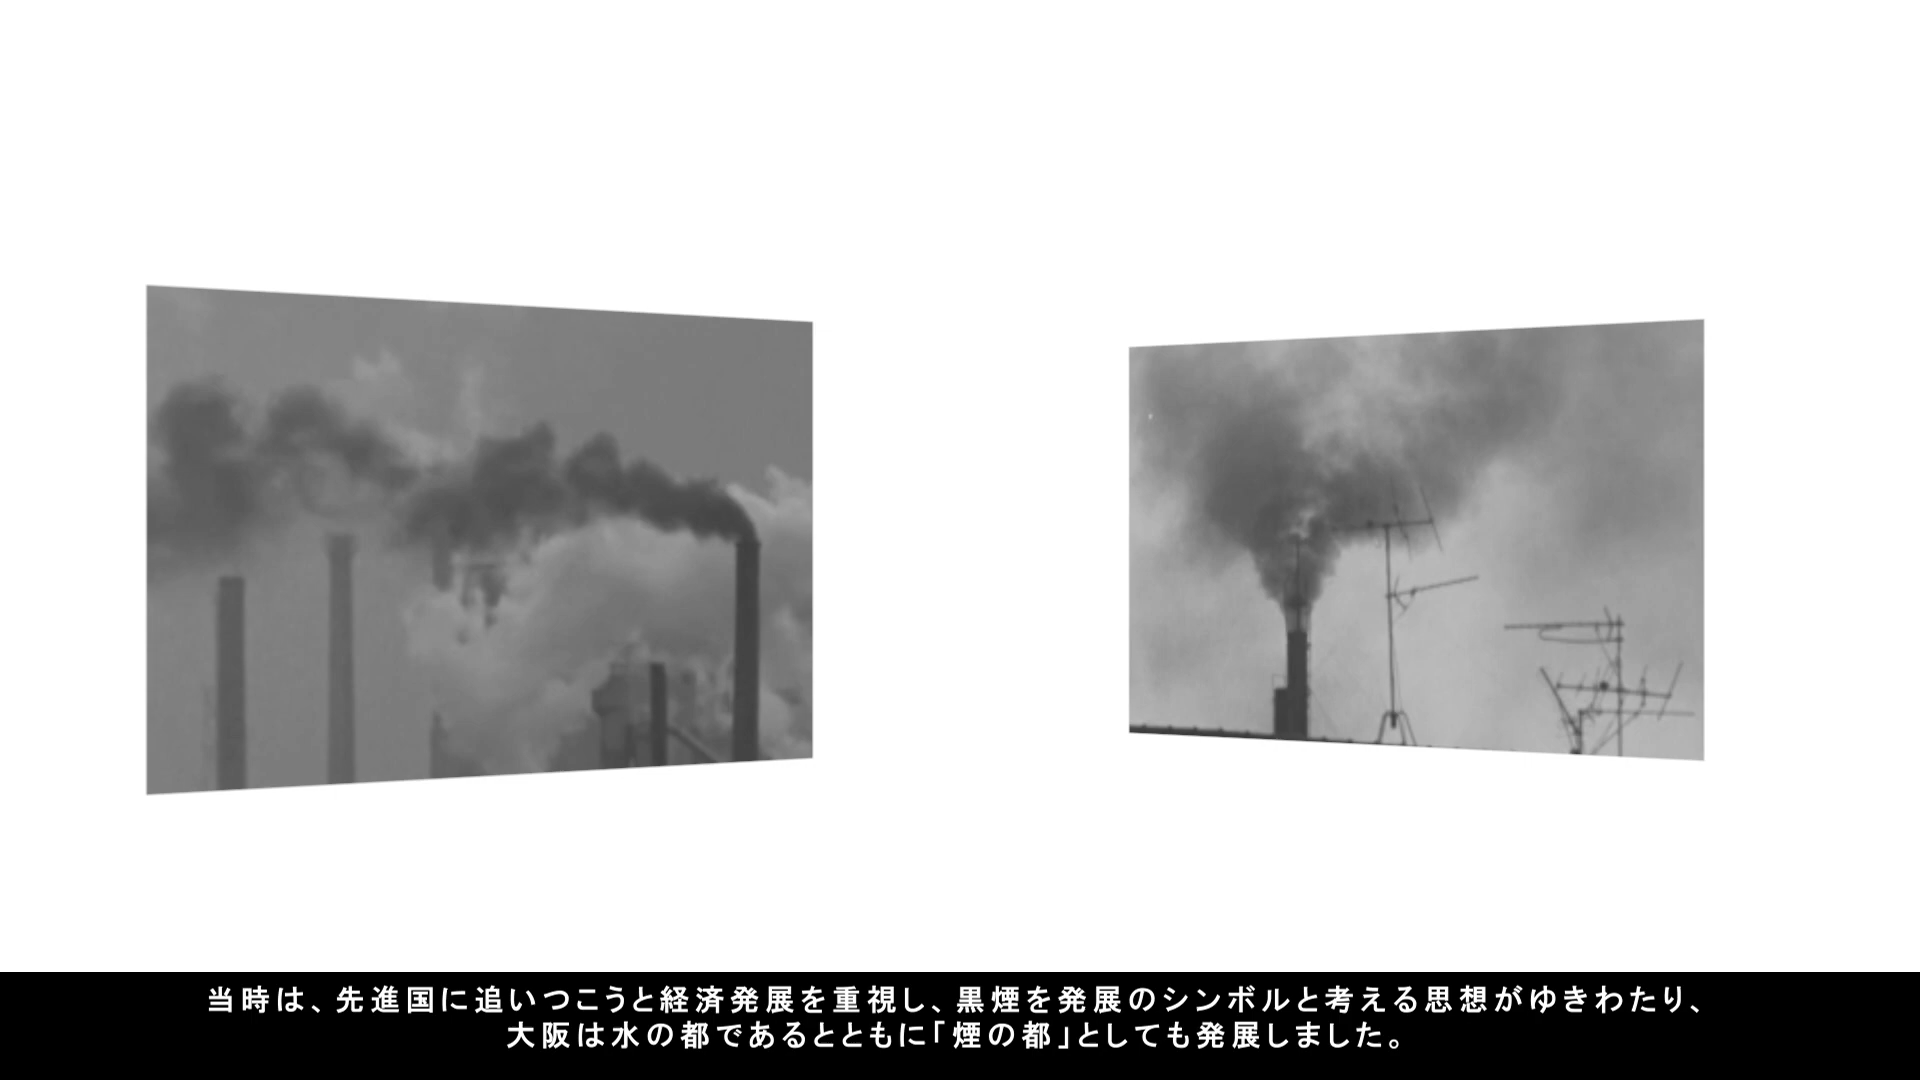 当時は、先進国に追いつこうと経済発展を重視し、黒煙を発展のシンボルと考える思想がゆきわたり、
大阪は水の都であるとともに「煙の都」としても発展しました。